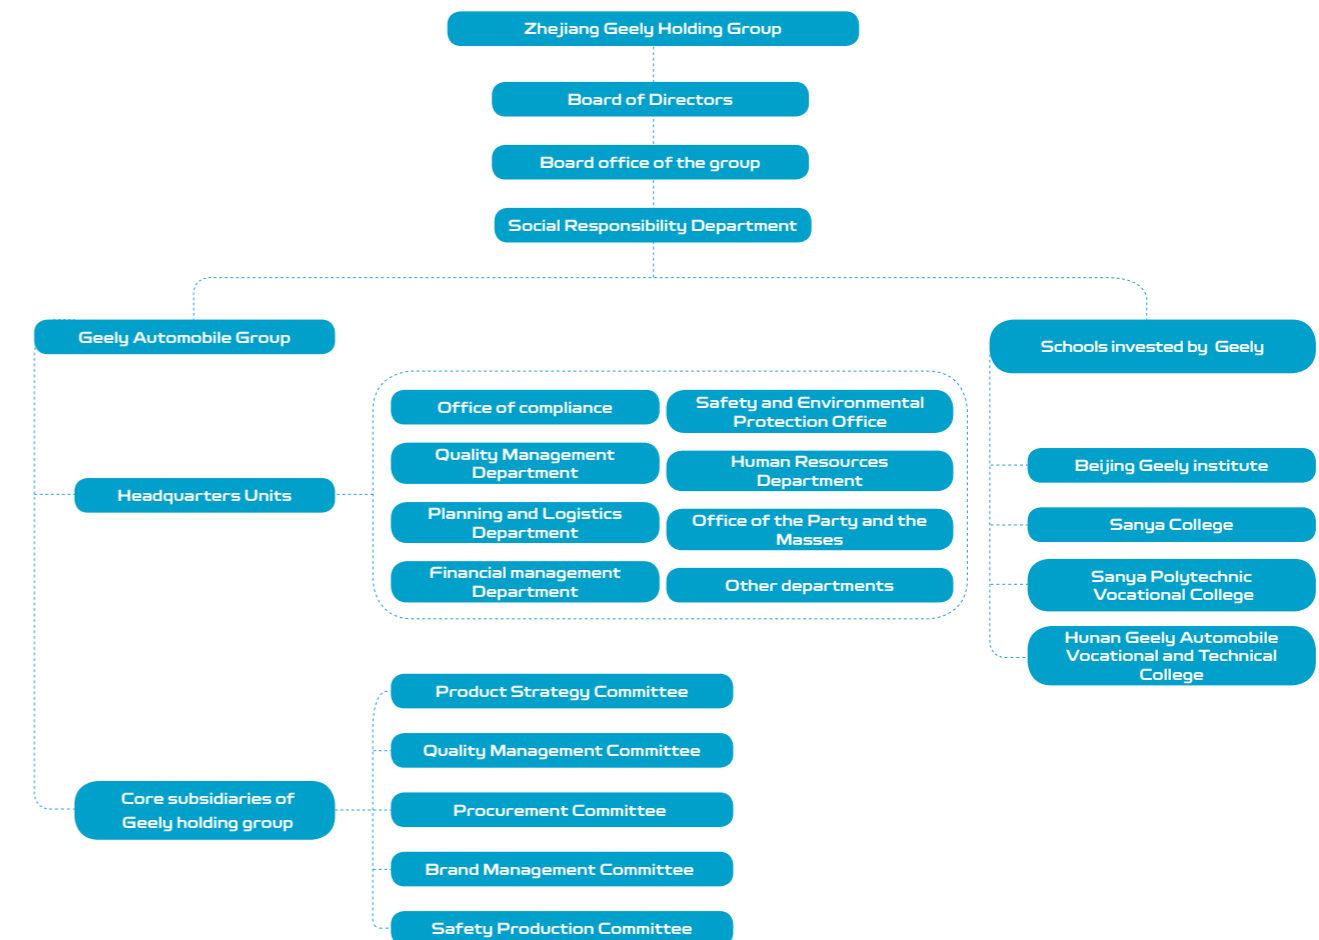 Zhejiang Geely Holding Group
Board of Directors
Board office of the group
Social Responsibility Department
Geely Automobile Group
Schools invested by Geely
Headquarters Units
Office of compliance
Quality Management
Department
Planning and Logistics
Department
Financial management
Department
Safety and Environmental
Protection Office
Human Resources
Department
Office of the Party and the
Masses
Other departments
Core subsidiaries of
Geely holding group
Product Strategy Committee
Quality Management Committee
Procurement Committee
Brand Management Committee
Safety Production Committee
Beijing Geely institute
Sanya College
Sanya Polytechnic
Vocational College
Hunan Geely Automobile
Vocational and Technical
College